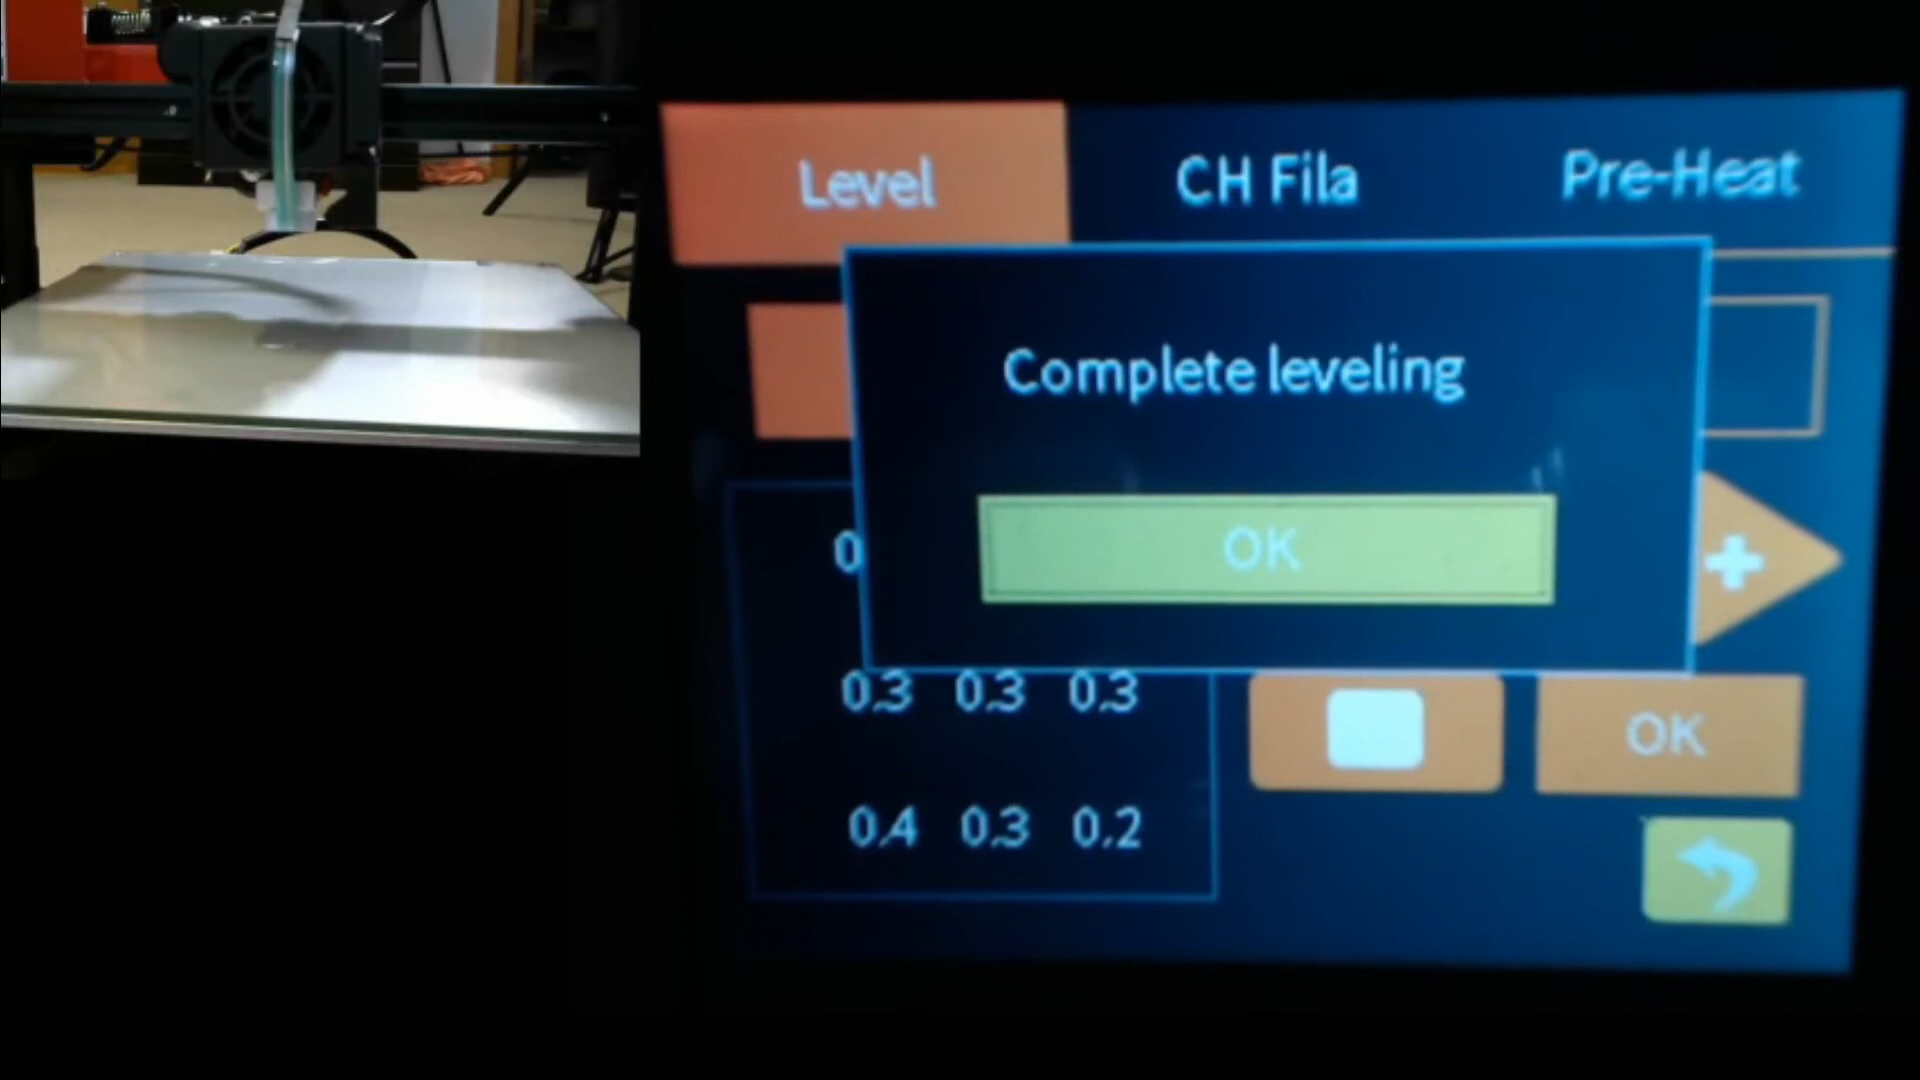 Level CH Fila Pre-Heat
Complete leveling
OK
0.3 0.3 0.3
OK
0.4 0.3 0.2